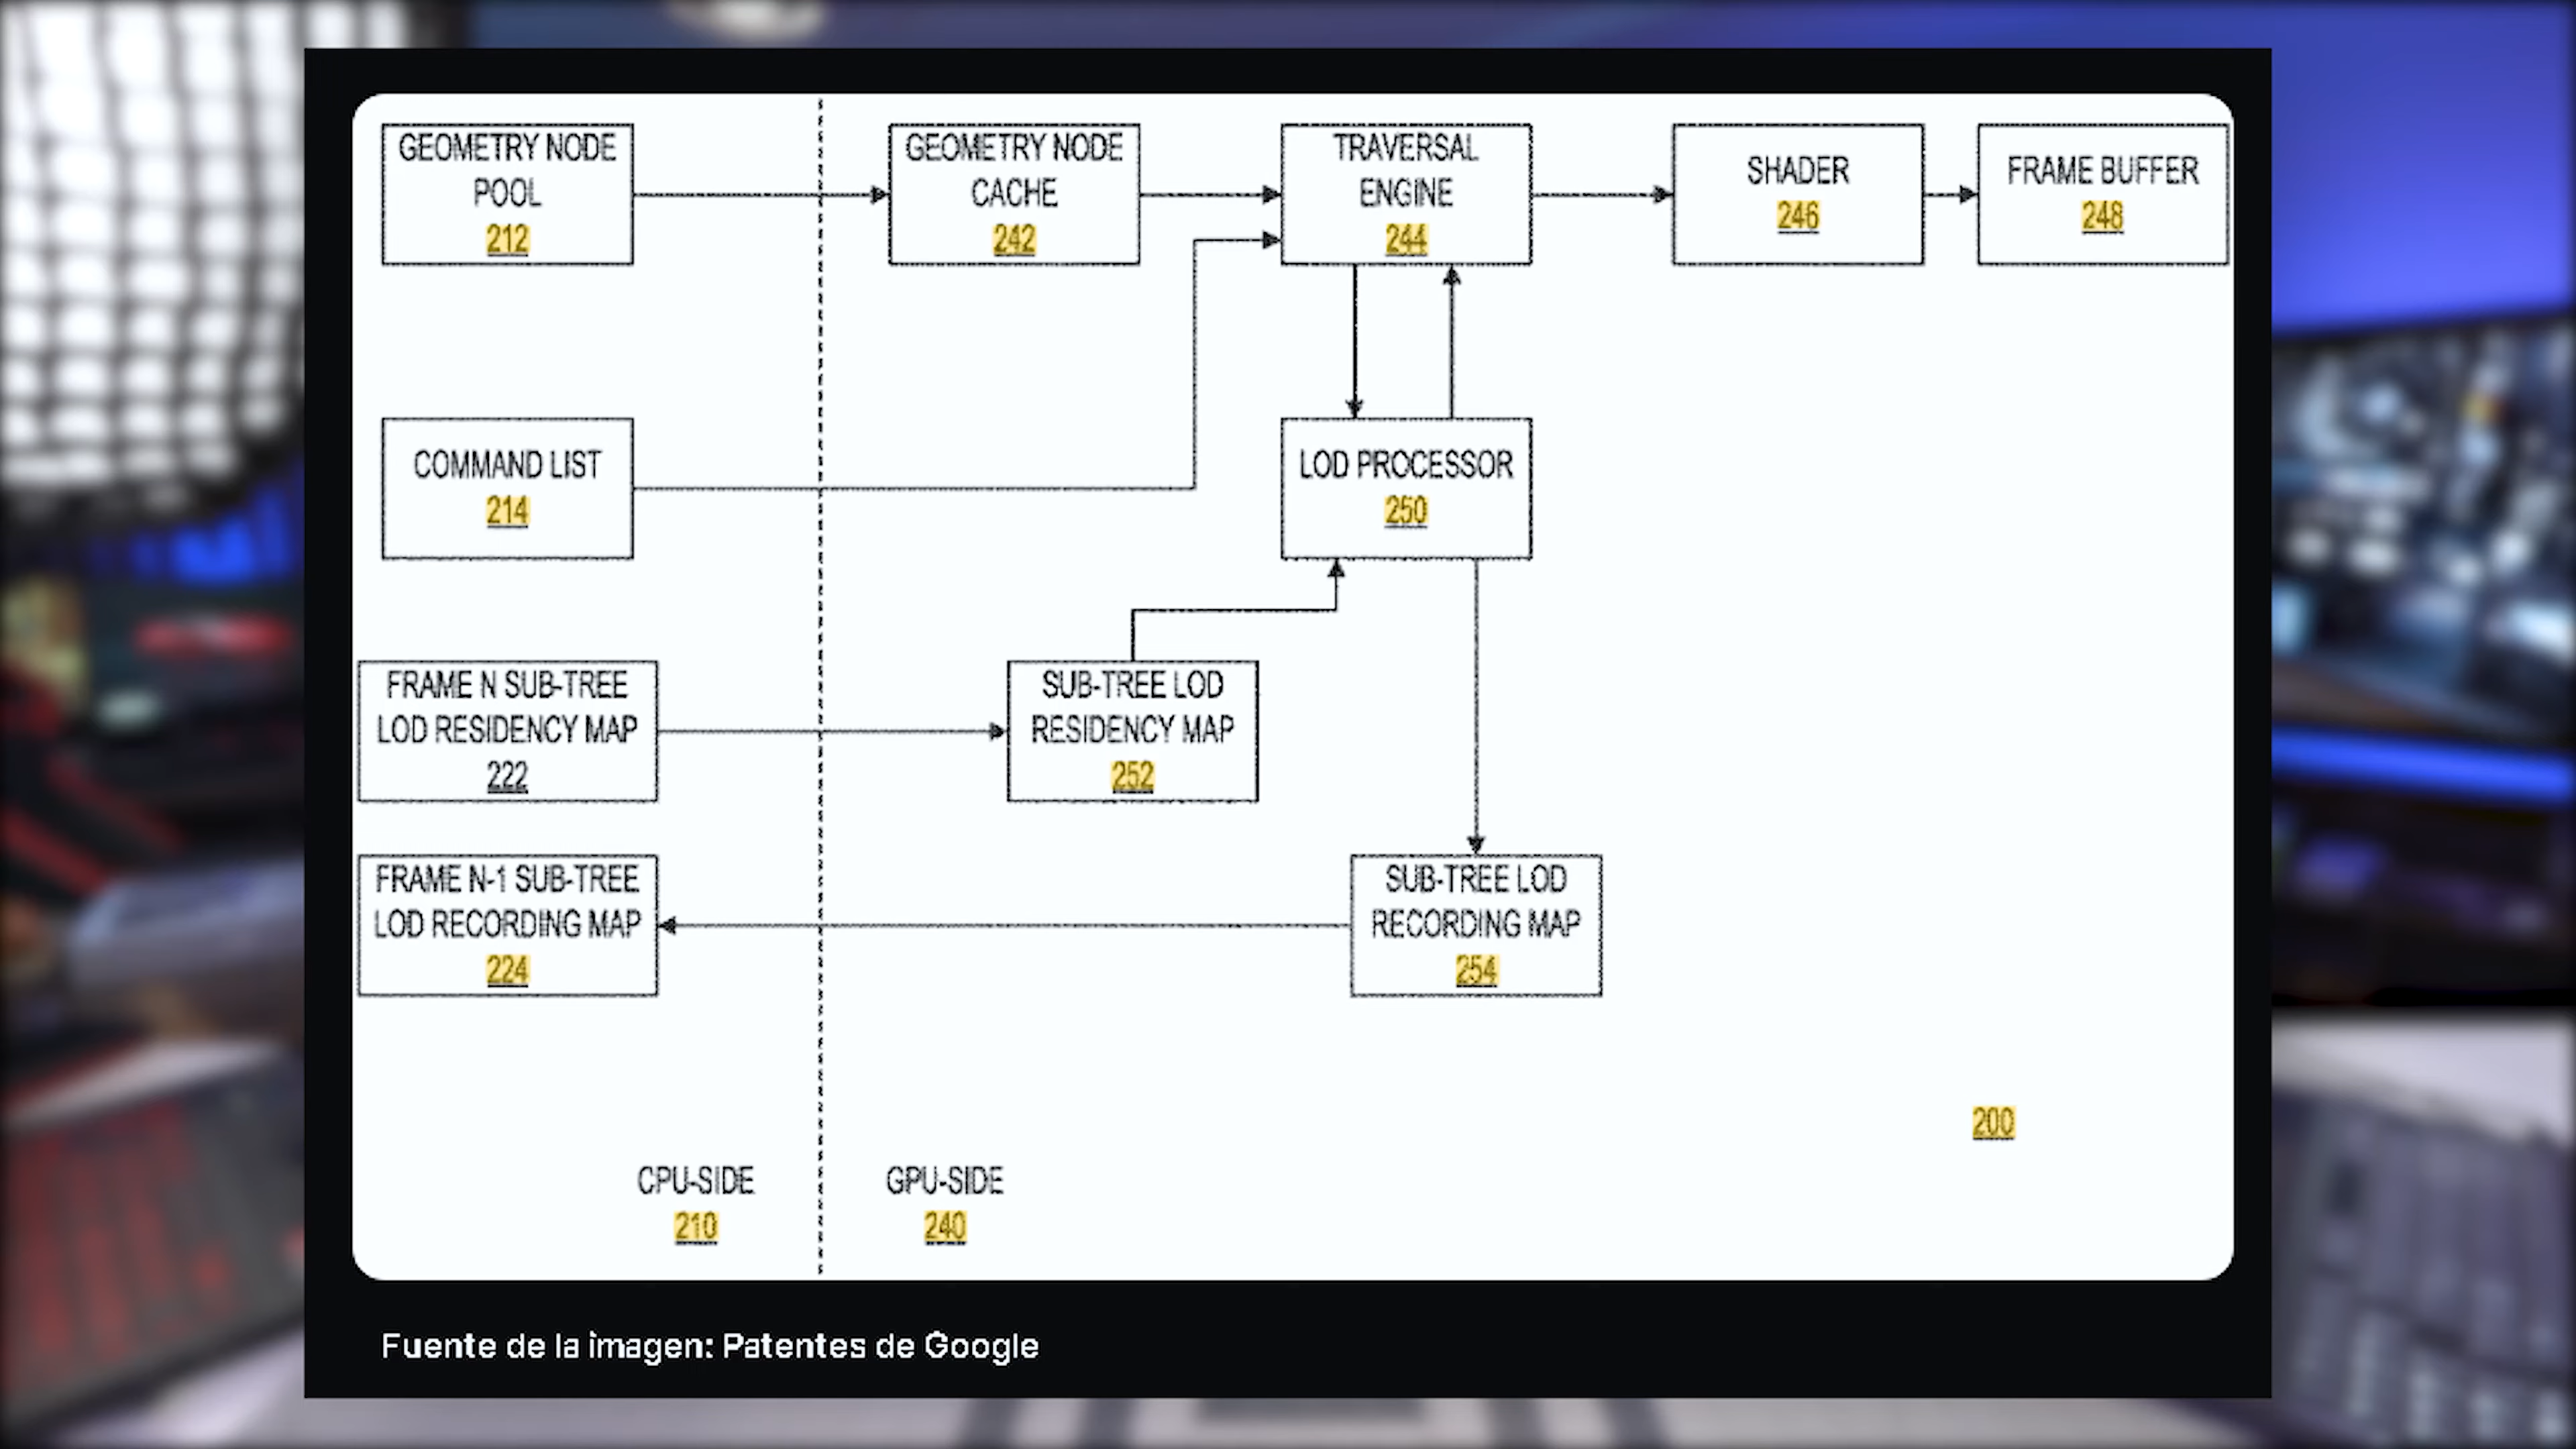 GEOMETRY NODE
POOL
212
GEOMETRY NODE
CACHE
242
TRAVERSAL
ENGINE
244
SHADER
246
FRAME BUFFER
248
COMMAND LIST
214
LOD PROCESSOR
250
FRAME N SUB-TREE
LOD RESIDENCY MAP
222
SUB-TREE LOD
RESIDENCY MAP
252
FRAME N-1 SUB-TREE
LOD RECORDING MAP
224
SUB-TREE LOD
RECORDING MAP
254
200
CPU-SIDE
210
GPU-SIDE
240
Fuente de la imagen: Patentes de Google